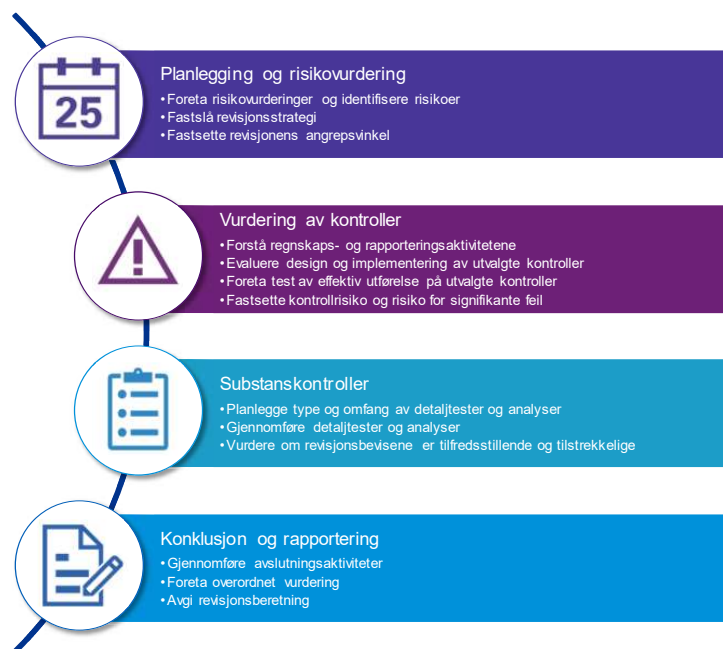 25
Planlegging og risikovurdering
•Foreta risikovurderinger og identifisere risikoer
•Fastslå revisjonsstrategi
•Fastsette revisjonens angrepsvinkel
Vurdering av kontroller
•Forstå regnskaps- og rapporteringsaktivitetene
•Evaluere design og implementering av utvalgte kontroller
•Foreta test av effektiv utførelse på utvalgte kontroller
•Fastsette kontrollrisiko og risiko for signifikante feil
Substanskontroller
•Planlegge type og omfang av detaljtester og analyser
•Gjennomføre detaljtester og analyser
•Vurdere om revisjonsbevisene er tilfredsstillende og tilstrekkelige
Konklusjon og rapportering
•Gjennomføre avslutningsaktiviteter
•Foreta overordnet vurdering
•Avgi revisjonsberetning